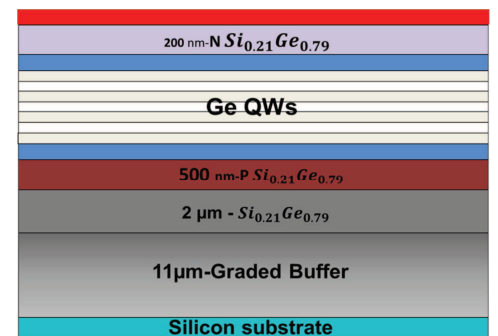 200 nm-N Si₀.₂₁Ge₀.₇₉
Ge QWs
500 nm-P Si₀.₂₁Ge₀.₇₉
2 μm - Si₀.₂₁Ge₀.₇₉
11μm-Graded Buffer
Silicon substrate